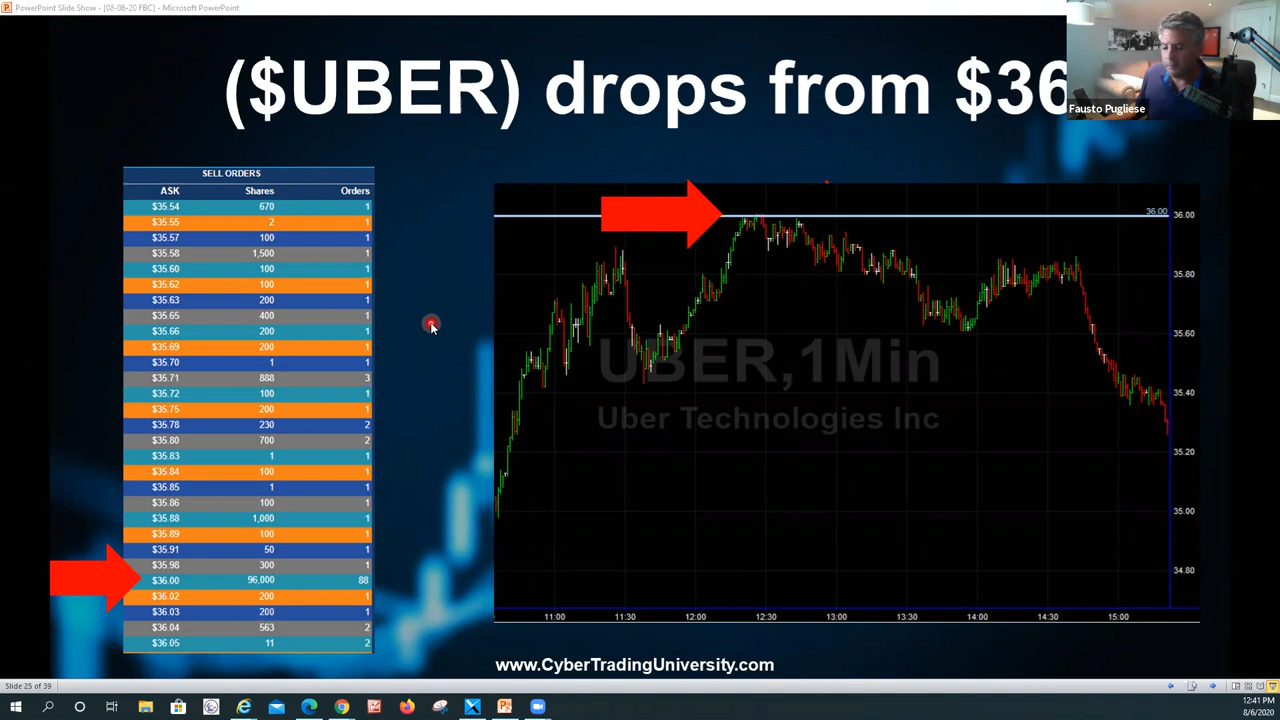 PowerPoint Slide Show - [08-06-20 FBC] - Microsoft PowerPoint
($UBER) drops from $36
Fausto Pugliese
SELL ORDERS
ASK Shares Orders
$35.54 670 1
$35.55 2 1
$35.57 100 1
$35.58 1,500 1
$35.60 100 1
$35.62 100 1
$35.63 200 1
$35.65 400 1
$35.66 200 1
$35.69 200 1
$35.70 1 1
$35.71 888 3
$35.72 100 1
$35.75 200 1
$35.78 230 2
$35.80 700 2
$35.83 1 1
$35.84 100 1
$35.85 1 1
$35.86 100 1
$35.88 1,000 1
$35.89 100 1
$35.91 50 1
$35.98 300 1
$36.00 96,000 88
$36.02 200 1
$36.03 200 1
$36.04 563 2
$36.05 11 2
36.00
36.00
35.80
35.60
35.40
35.20
35.00
34.80
UBER,1Min
Uber Technologies Inc
11:00 11:30 12:00 12:30 13:00 13:30 14:00 14:30 15:00
www.CyberTradingUniversity.com
Slide 25 of 39
12:41 PM
8/6/2020